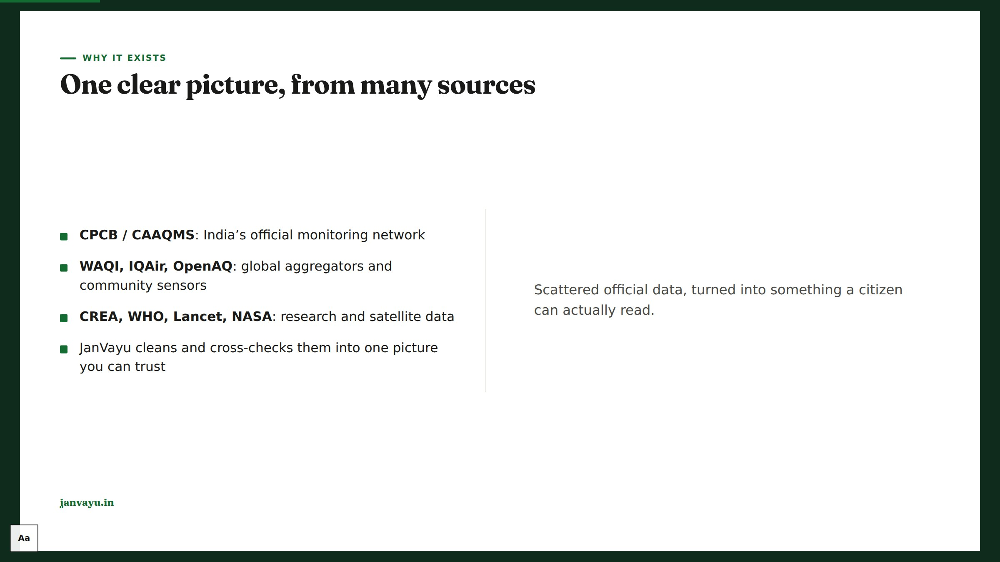 WHY IT EXISTS
One clear picture, from many sources
CPCB / CAAQMS: India’s official monitoring network
WAQI, IQAir, OpenAQ: global aggregators and
community sensors
CREA, WHO, Lancet, NASA: research and satellite data
JanVayu cleans and cross-checks them into one picture
you can trust
Scattered official data, turned into something a citizen
can actually read.
janvayu.in
Aa